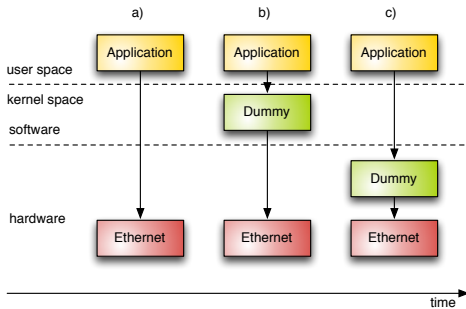 a) b) c)
Application Application Application
user space
kernel space
Dummy
software
Dummy
hardware
Ethernet Ethernet Ethernet
time